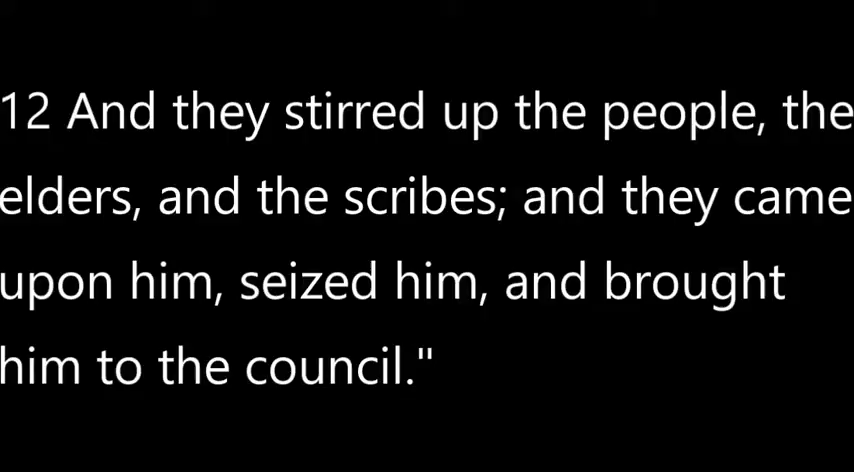 12 And they stirred up the people, the
elders, and the scribes; and they came
upon him, seized him, and brought
him to the council."